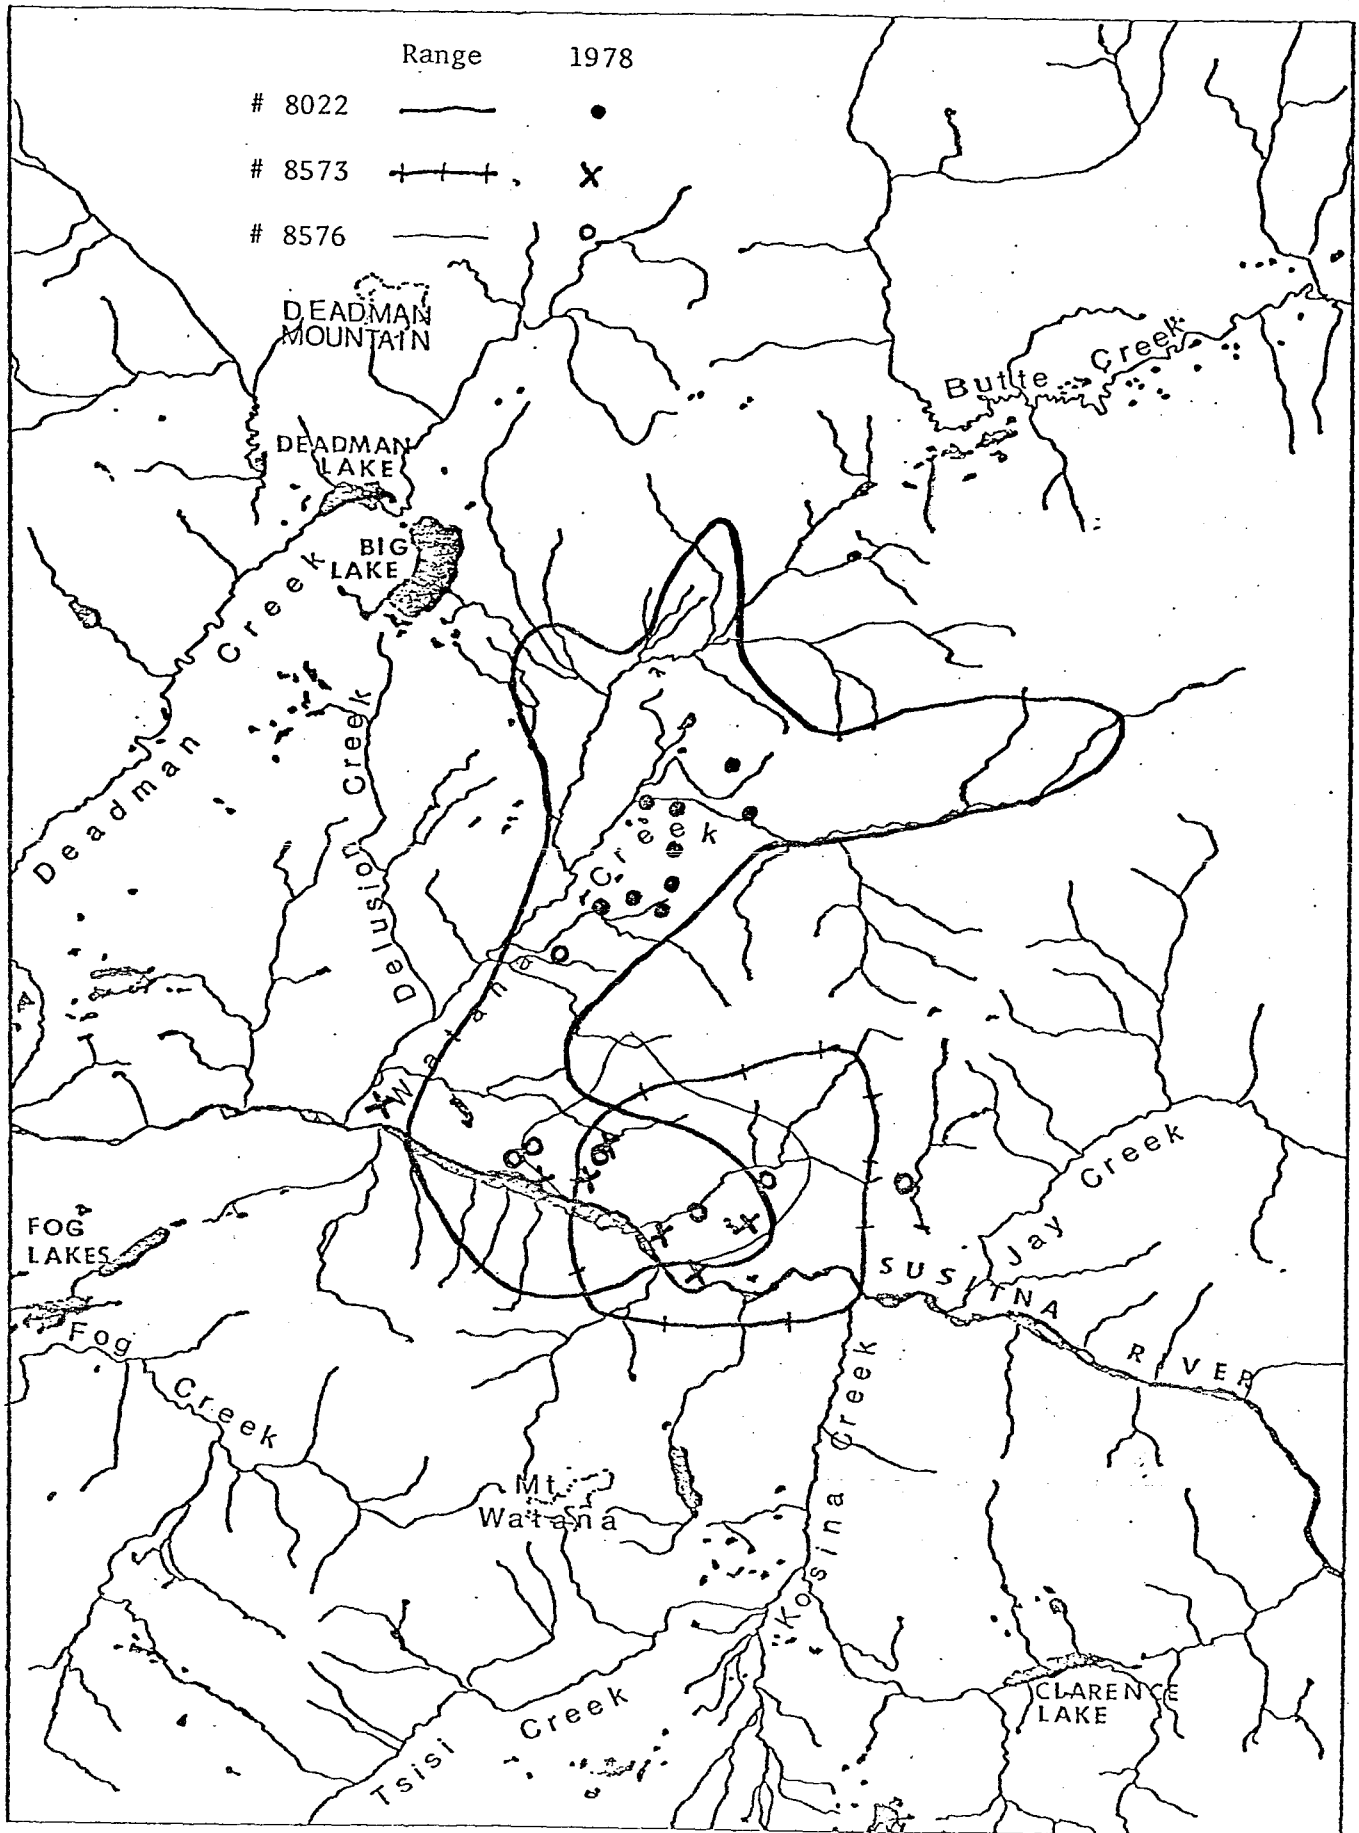 Range 1978
# 8022
# 8573
# 8576
DEADMAN
MOUNTAIN
Butte Creek
DEADMAN
LAKE
BIG
LAKE
Deadman Creek
Delusion Creek
Watana Creek
Jay Creek
FOG
LAKES
SUSITNA RIVER
Fog Creek
Kosina Creek
Mt
Watana
CLARENCE
LAKE
Tsisi Creek